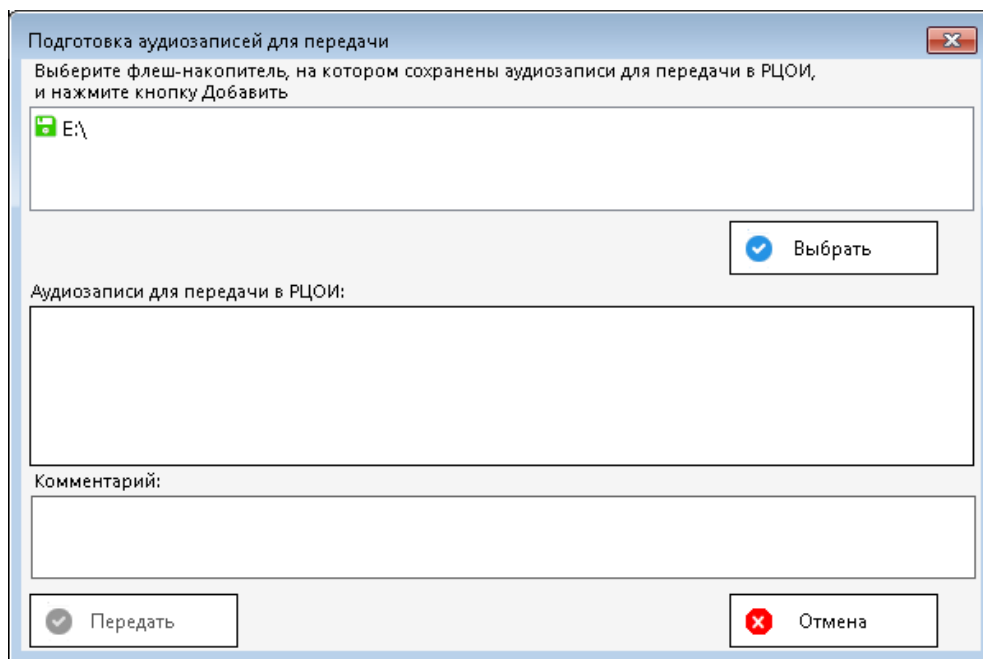 Подготовка аудиозаписей для передачи
Выберите флеш-накопитель, на котором сохранены аудиозаписи для передачи в РЦОИ,
и нажмите кнопку Добавить
E:\
Выбрать
Аудиозаписи для передачи в РЦОИ:
Комментарий:
Передать
Отмена